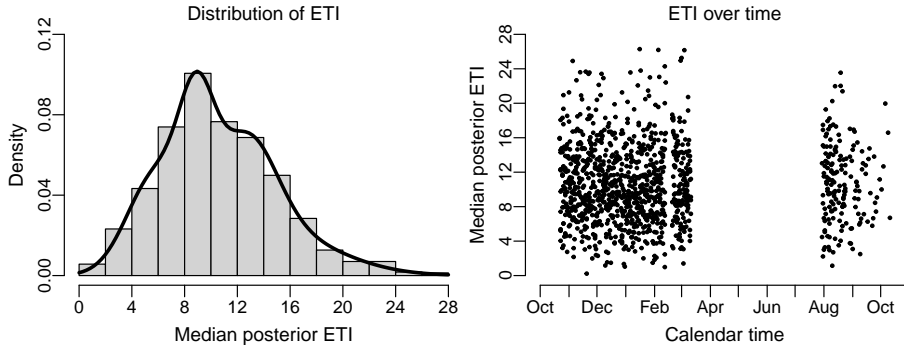 Distribution of ETI
Density
0.00 0.04 0.08 0.12
0 4 8 12 16 20 24 28
Median posterior ETI
ETI over time
Median posterior ETI
0 4 8 12 16 20 24 28
Oct Dec Feb Apr Jun Aug Oct
Calendar time